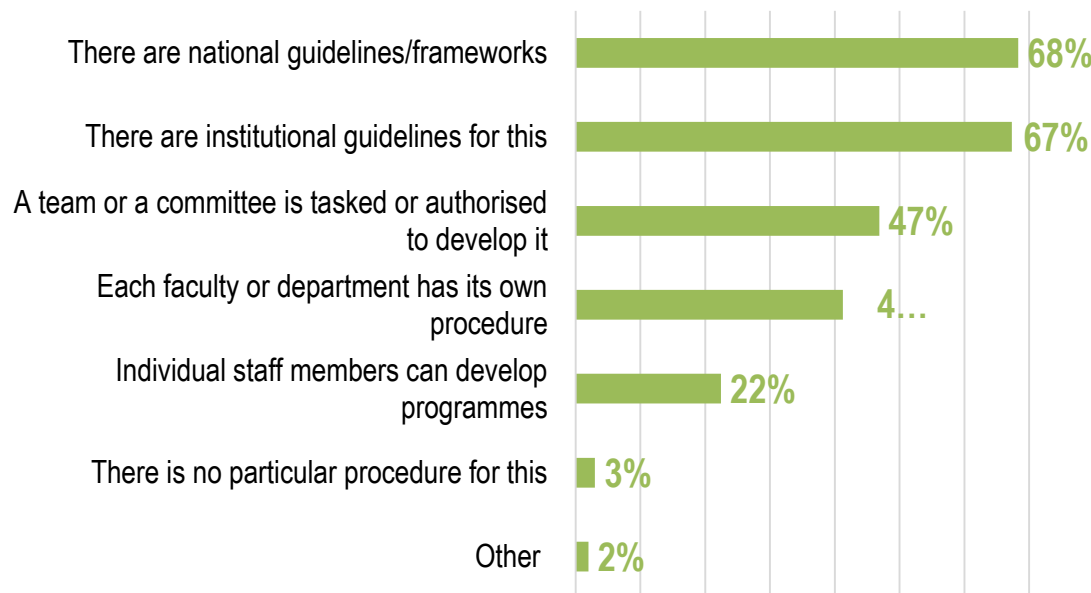 There are national guidelines/frameworks 68%
There are institutional guidelines for this 67%
A team or a committee is tasked or authorised
to develop it 47%
Each faculty or department has its own
procedure 4…
Individual staff members can develop
programmes 22%
There is no particular procedure for this 3%
Other 2%